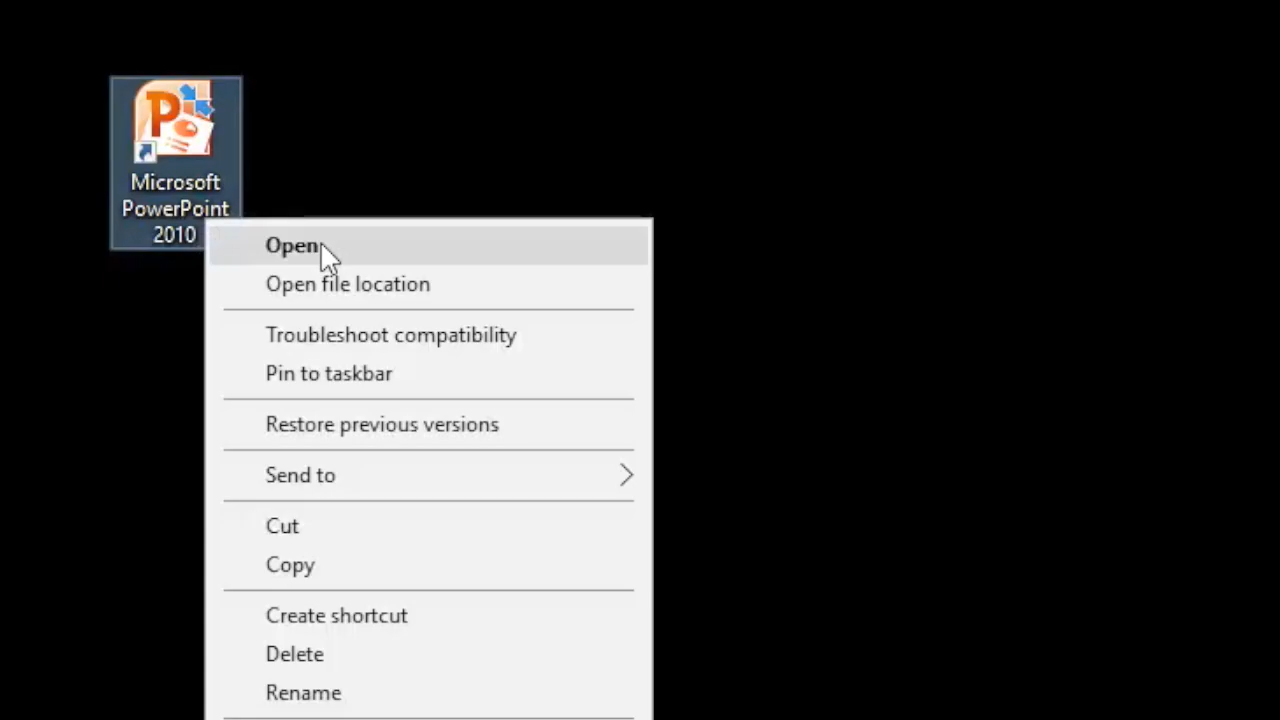 Microsoft
PowerPoint
2010
Open
Open file location
Troubleshoot compatibility
Pin to taskbar
Restore previous versions
Send to
Cut
Copy
Create shortcut
Delete
Rename